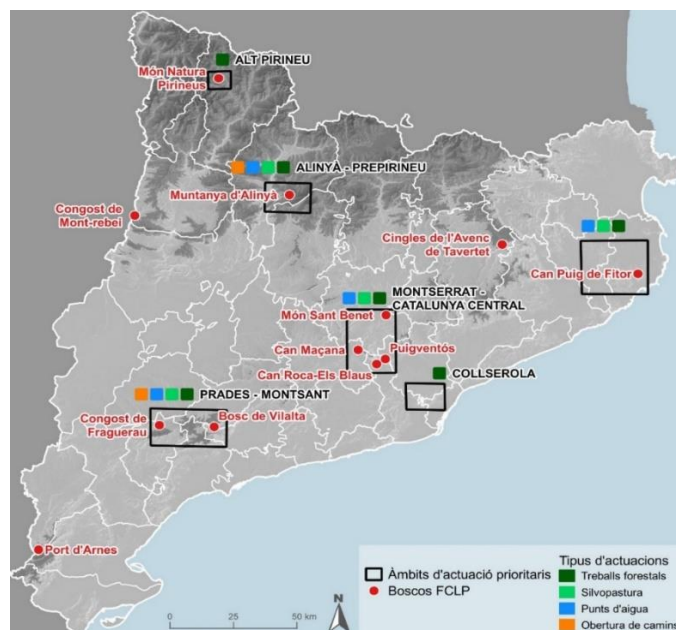 ALT PIRINEU
Món Natura
Pirineus
ALINYÀ - PREPIRINEU
Muntanya d'Alinyà
Congost de
Mont-rebei
Cingles de l'Avenc
de Tavertet
Can Puig de Fitor
MONTSERRAT -
CATALUNYA CENTRAL
Món Sant Benet
Can Maçana
Puigventós
Can Roca-Els Blaus
COLLSEROLA
PRADES - MONTSANT
Congost de
Fraguerau
Bosc de Vilalta
Port d'Arnes
Àmbits d'actuació prioritaris
Boscos FCLP
Tipus d'actuacions
Treballs forestals
Silvopastura
Punts d'aigua
Obertura de camins
0 25 50 km
N